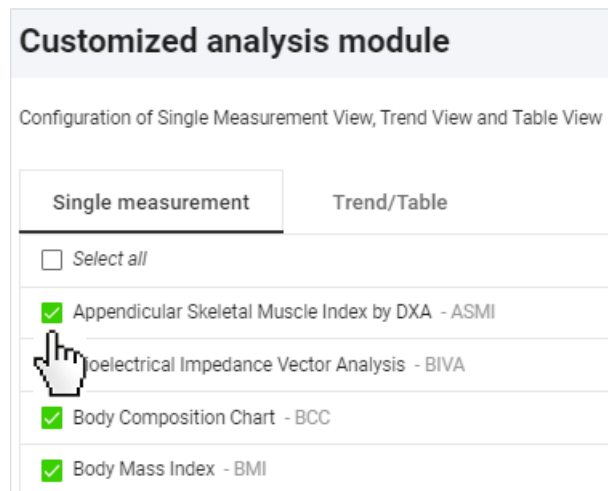 Customized analysis module
Configuration of Single Measurement View, Trend View and Table View
Single measurement Trend/Table
Select all
Appendicular Skeletal Muscle Index by DXA - ASMI
Impedance Vector Analysis - BIVA
Body Composition Chart - BCC
Body Mass Index - BMI